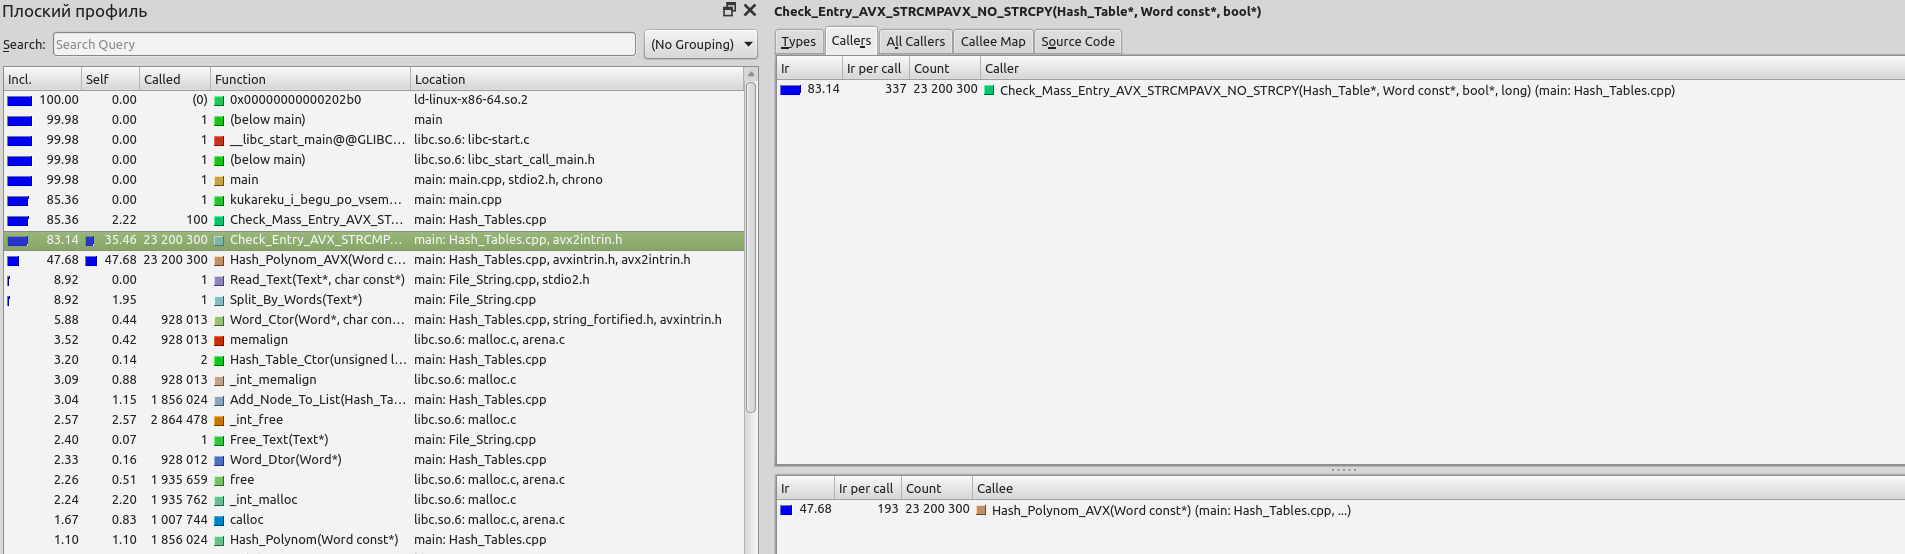 Плоский профиль
Search: Search Query (No Grouping)
Incl. Self Called Function Location
100.00 0.00 (0) 0x00000000000202b0 ld-linux-x86-64.so.2
99.98 0.00 1 (below main) main
99.98 0.00 1 __libc_start_main@@GLIBC... libc.so.6: libc-start.c
99.98 0.00 1 (below main) libc.so.6: libc_start_call_main.h
99.98 0.00 1 main main: main.cpp, stdio2.h, chrono
85.36 0.00 1 kukareku_i_begu_po_vsem... main: main.cpp
85.36 2.22 100 Check_Mass_Entry_AVX_ST... main: Hash_Tables.cpp
83.14 35.46 23 200 300 Check_Entry_AVX_STRCMP... main: Hash_Tables.cpp, avx2intrin.h
47.68 47.68 23 200 300 Hash_Polynom_AVX(Word c... main: Hash_Tables.cpp, avxintrin.h, avx2intrin.h
8.92 0.00 1 Read_Text(Text*, char const*) main: File_String.cpp, stdio2.h
8.92 1.95 1 Split_By_Words(Text*) main: File_String.cpp
5.88 0.44 928 013 Word_Ctor(Word*, char con... main: Hash_Tables.cpp, string_fortified.h, avxintrin.h
3.52 0.42 928 013 memalign libc.so.6: malloc.c, arena.c
3.20 0.14 2 Hash_Table_Ctor(unsigned l... main: Hash_Tables.cpp
3.09 0.88 928 013 _int_memalign libc.so.6: malloc.c
3.04 1.15 1 856 024 Add_Node_To_List(Hash_Ta... main: Hash_Tables.cpp
2.57 2.57 2 864 478 _int_free libc.so.6: malloc.c
2.40 0.07 1 Free_Text(Text*) main: File_String.cpp
2.33 0.16 928 012 Word_Dtor(Word*) main: Hash_Tables.cpp
2.26 0.51 1 935 659 free libc.so.6: malloc.c, arena.c
2.24 2.20 1 935 762 _int_malloc libc.so.6: malloc.c
1.67 0.83 1 007 744 calloc libc.so.6: malloc.c, arena.c
1.10 1.10 1 856 024 Hash_Polynom(Word const*) main: Hash_Tables.cpp
Check_Entry_AVX_STRCMPAVX_NO_STRCPY(Hash_Table*, Word const*, bool*)
Types Callers All Callers Callee Map Source Code
Ir Ir per call Count Caller
83.14 337 23 200 300 Check_Mass_Entry_AVX_STRCMPAVX_NO_STRCPY(Hash_Table*, Word const*, bool*, long) (main: Hash_Tables.cpp)
Ir Ir per call Count Callee
47.68 193 23 200 300 Hash_Polynom_AVX(Word const*) (main: Hash_Tables.cpp, ...)